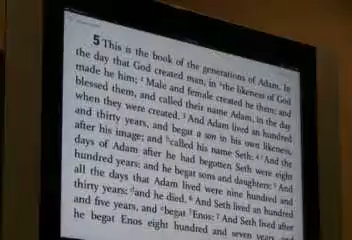 5 This is the book of the generations of Adam. In
the day that God created man, in the likeness of God
made he him; 2 Male and female created he them; and
blessed them, and called their name Adam, in the day
when they were created. 3 And Adam lived an hundred
and thirty years, and begat a son in his own likeness,
after his image; and called his name Seth: 4 And the
days of Adam after he had begotten Seth were eight
hundred years: and he begat sons and daughters: 5 And
all the days that Adam lived were nine hundred and
thirty years: and he died. 6 And Seth lived an hundred
and five years, and begat Enos: 7 And Seth lived after
he begat Enos eight hundred and seven years, and